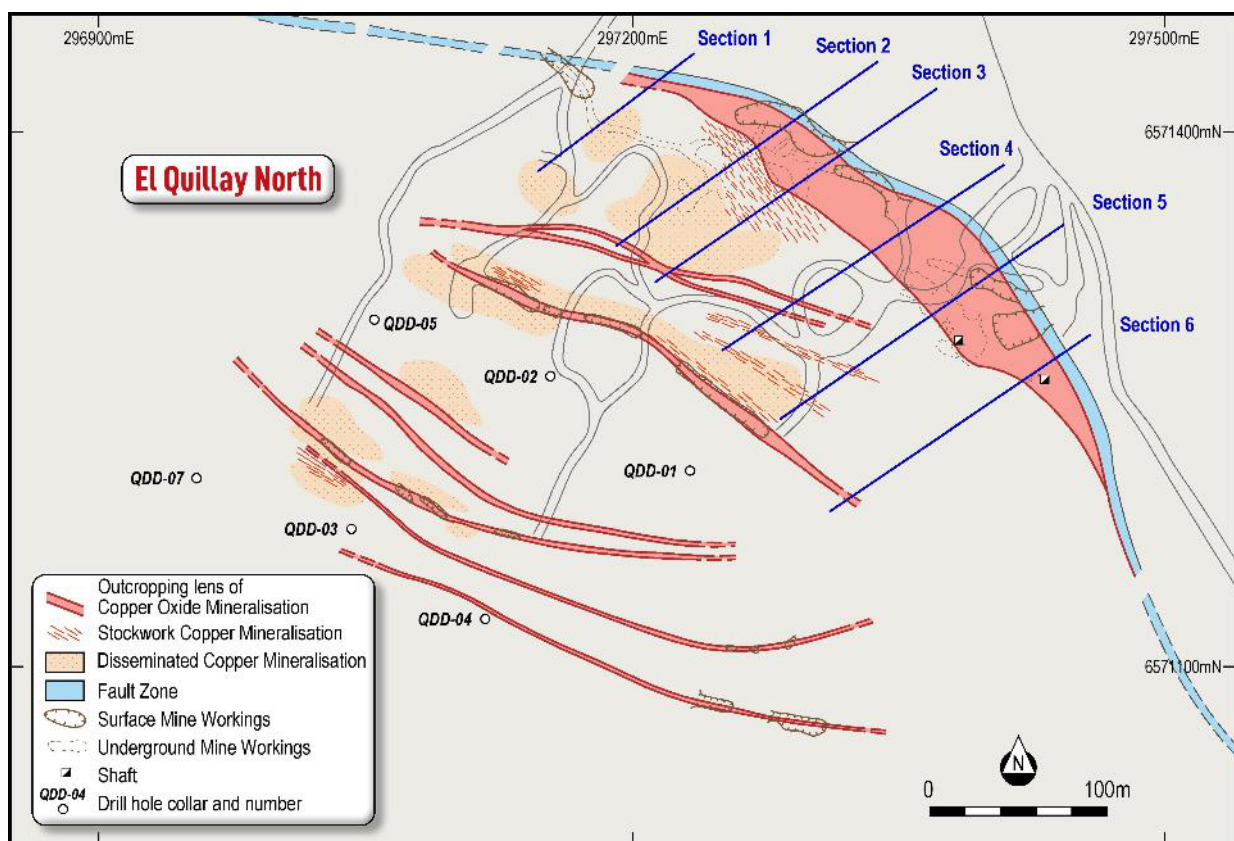 296900mE
297200mE
297500mE
Section 1
Section 2
Section 3
6571400mN
Section 4
El Quillay North
Section 5
QDD-05
Section 6
QDD-02
QDD-01
QDD-07
QDD-03
Outcropping lens of
Copper Oxide Mineralisation
Stockwork Copper Mineralisation
Disseminated Copper Mineralisation
Fault Zone
Surface Mine Workings
Underground Mine Workings
Shaft
QDD-04
Drill hole collar and number
QDD-04
6571100mN
N
0
100m